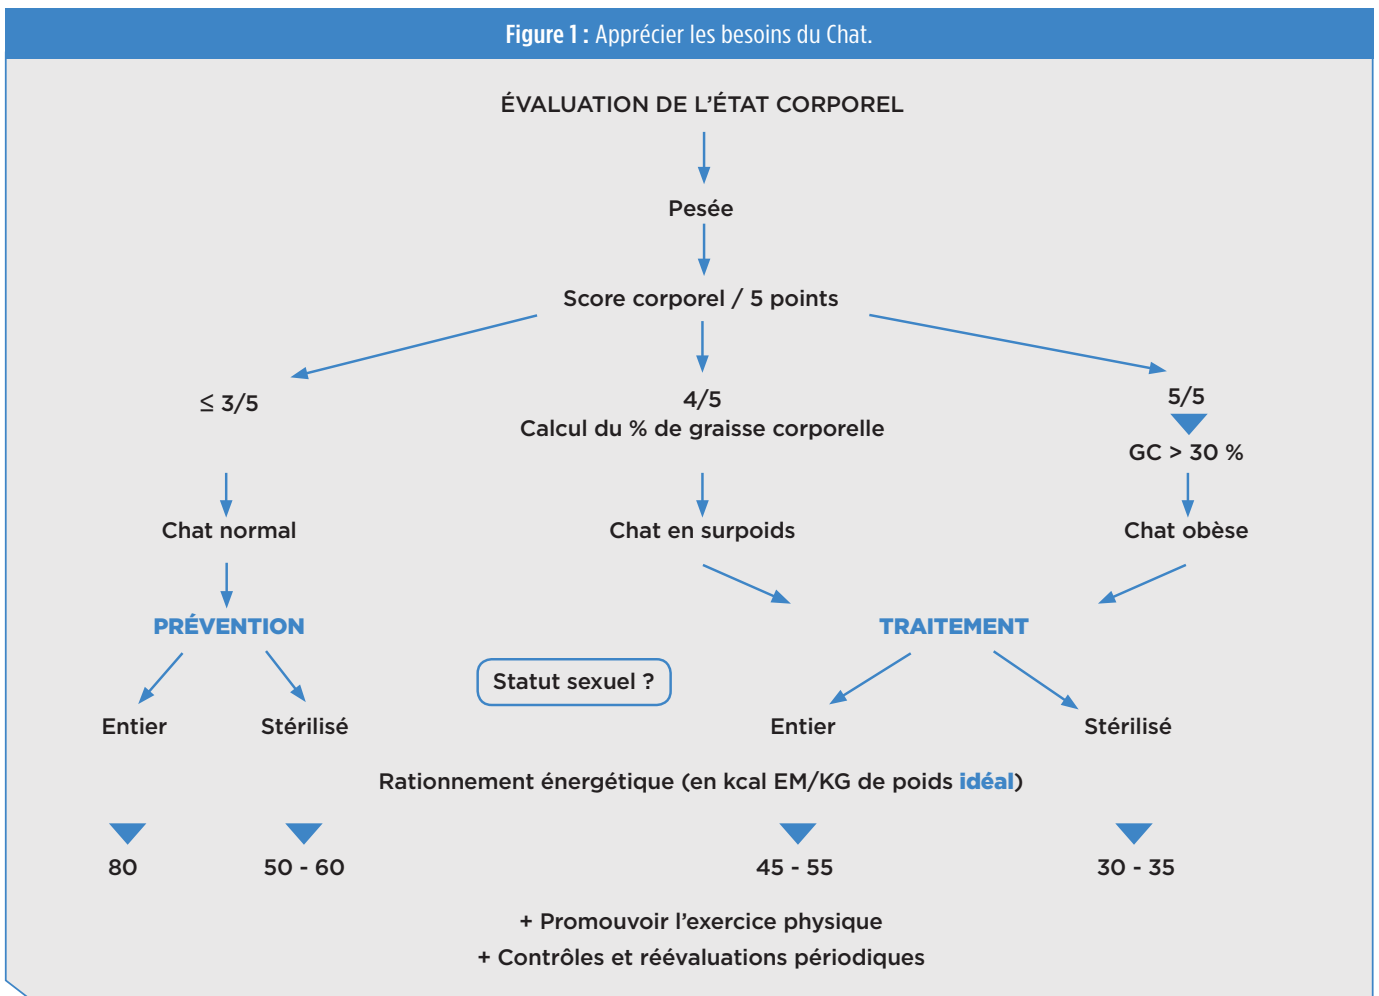 Figure 1 : Apprécier les besoins du Chat.
ÉVALUATION DE L'ÉTAT CORPOREL
Pesée
Score corporel / 5 points
≤ 3/5
4/5
5/5
Calcul du % de graisse corporelle
GC > 30 %
Chat normal
Chat en surpoids
Chat obèse
PRÉVENTION
TRAITEMENT
Statut sexuel ?
Entier
Stérilisé
Entier
Stérilisé
Rationnement énergétique (en kcal EM/KG de poids idéal)
80
50 - 60
45 - 55
30 - 35
+ Promouvoir l'exercice physique
+ Contrôles et réévaluations périodiques